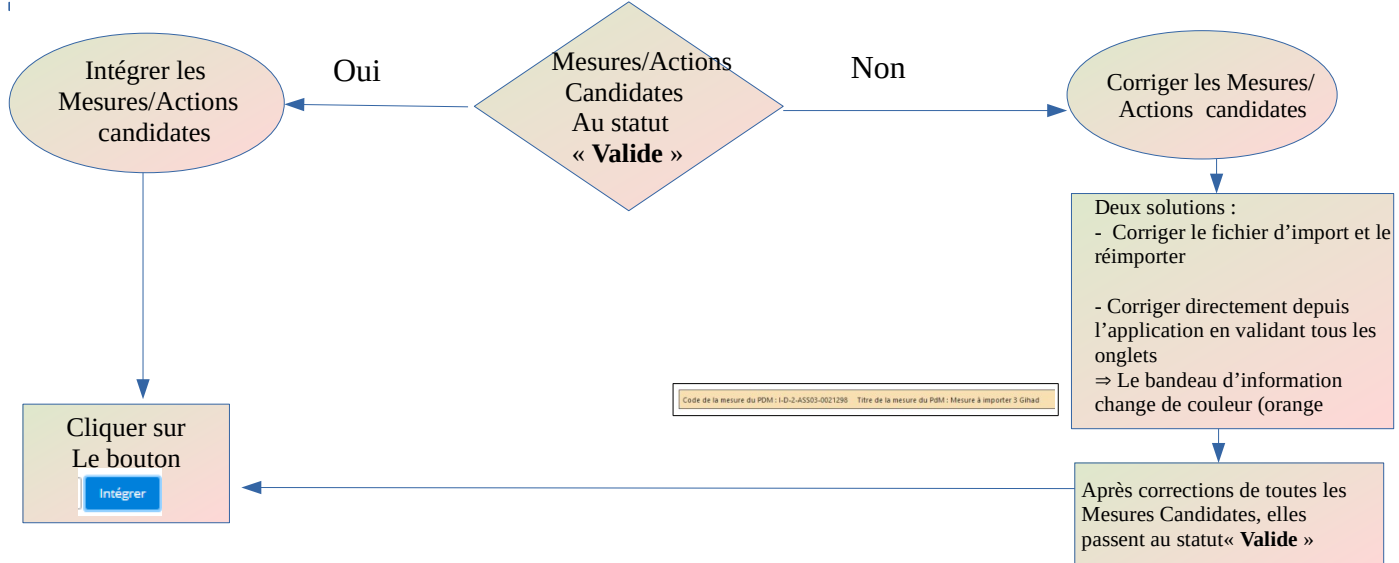 Intégrer les
Mesures/Actions
candidates
Oui
Mesures/Actions
Candidates
Au statut
« Valide »
Non
Corriger les Mesures/
Actions candidates
Deux solutions :
- Corriger le fichier d’import et le
réimporter
- Corriger directement depuis
l’application en validant tous les
onglets
⇒ Le bandeau d’information
change de couleur (orange
Code de la mesure du PDM : I-D-2-ASS03-0021298 Titre de la mesure du PdM : Mesure à importer 3 Gihad
Cliquer sur
Le bouton
Intégrer
Après corrections de toutes les
Mesures Candidates, elles
passent au statut« Valide »